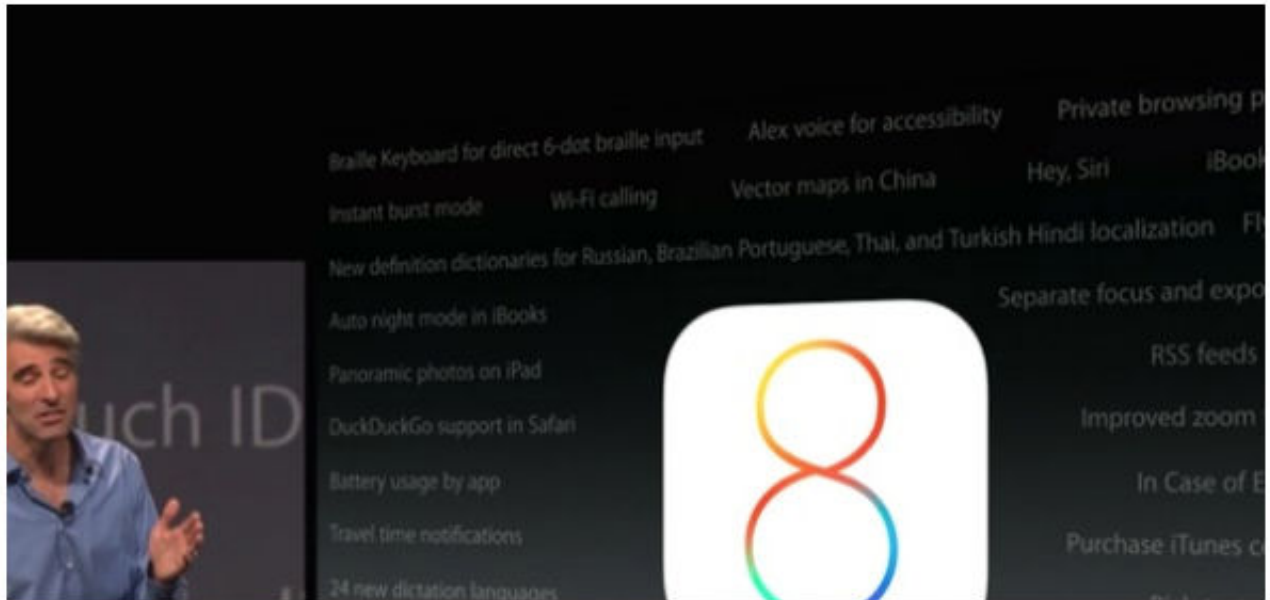 Braille Keyboard for direct 6-dot braille input Alex voice for accessibility Private browsing p
Instant burst mode Wi-Fi calling Vector maps in China Hey, Siri iBook
New definition dictionaries for Russian, Brazilian Portuguese, Thai, and Turkish Hindi localization Fly
Auto night mode in iBooks Separate focus and expo
Panoramic photos on iPad RSS feeds
uch ID DuckDuckGo support in Safari Improved zoom
Battery usage by app In Case of E
Travel time notifications Purchase iTunes c
24 new dictation languages
8